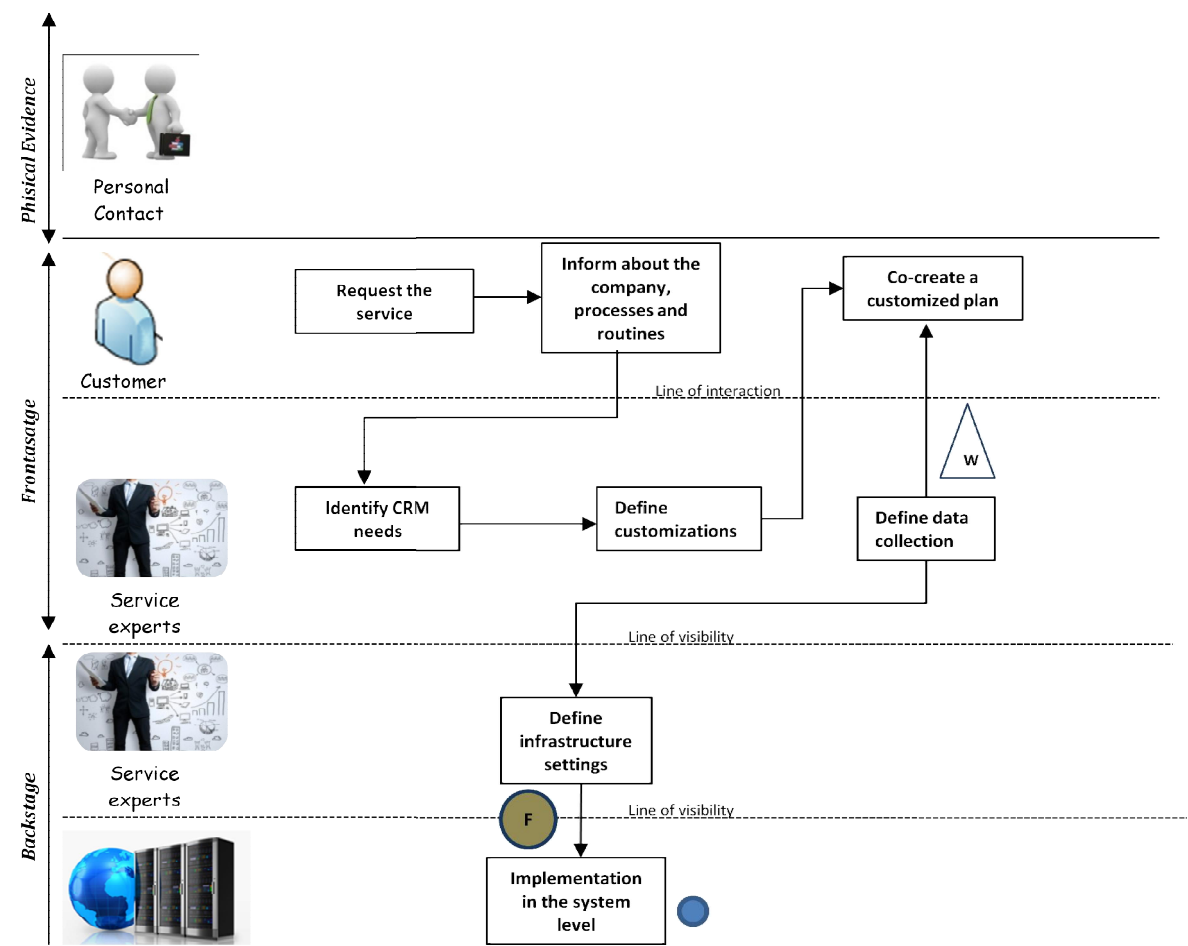 Phisical Evidence
Personal
Contact
Frontasatge
Customer
Request the
service
Inform about the
company,
processes and
routines
Co-create a
customized plan
Line of interaction
W
Service
experts
Identify CRM
needs
Define
customizations
Define data
collection
Line of visibility
Backstage
Service
experts
Define
infrastructure
settings
F
Line of visibility
Implementation
in the system
level